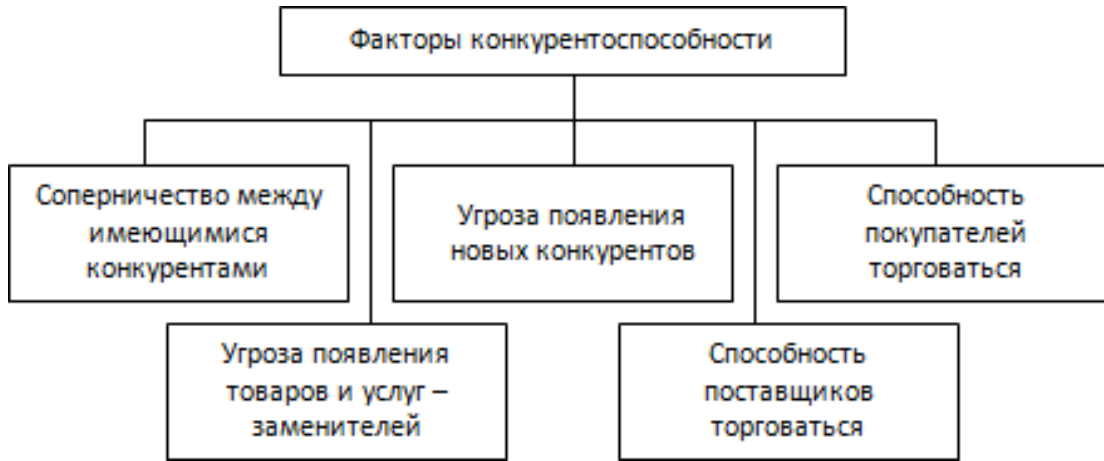 Факторы конкурентоспособности
Соперничество между
имеющимися
конкурентами
Угроза появления
новых конкурентов
Способность
покупателей
торговаться
Угроза появления
товаров и услуг –
заменителей
Способность
поставщиков
торговаться